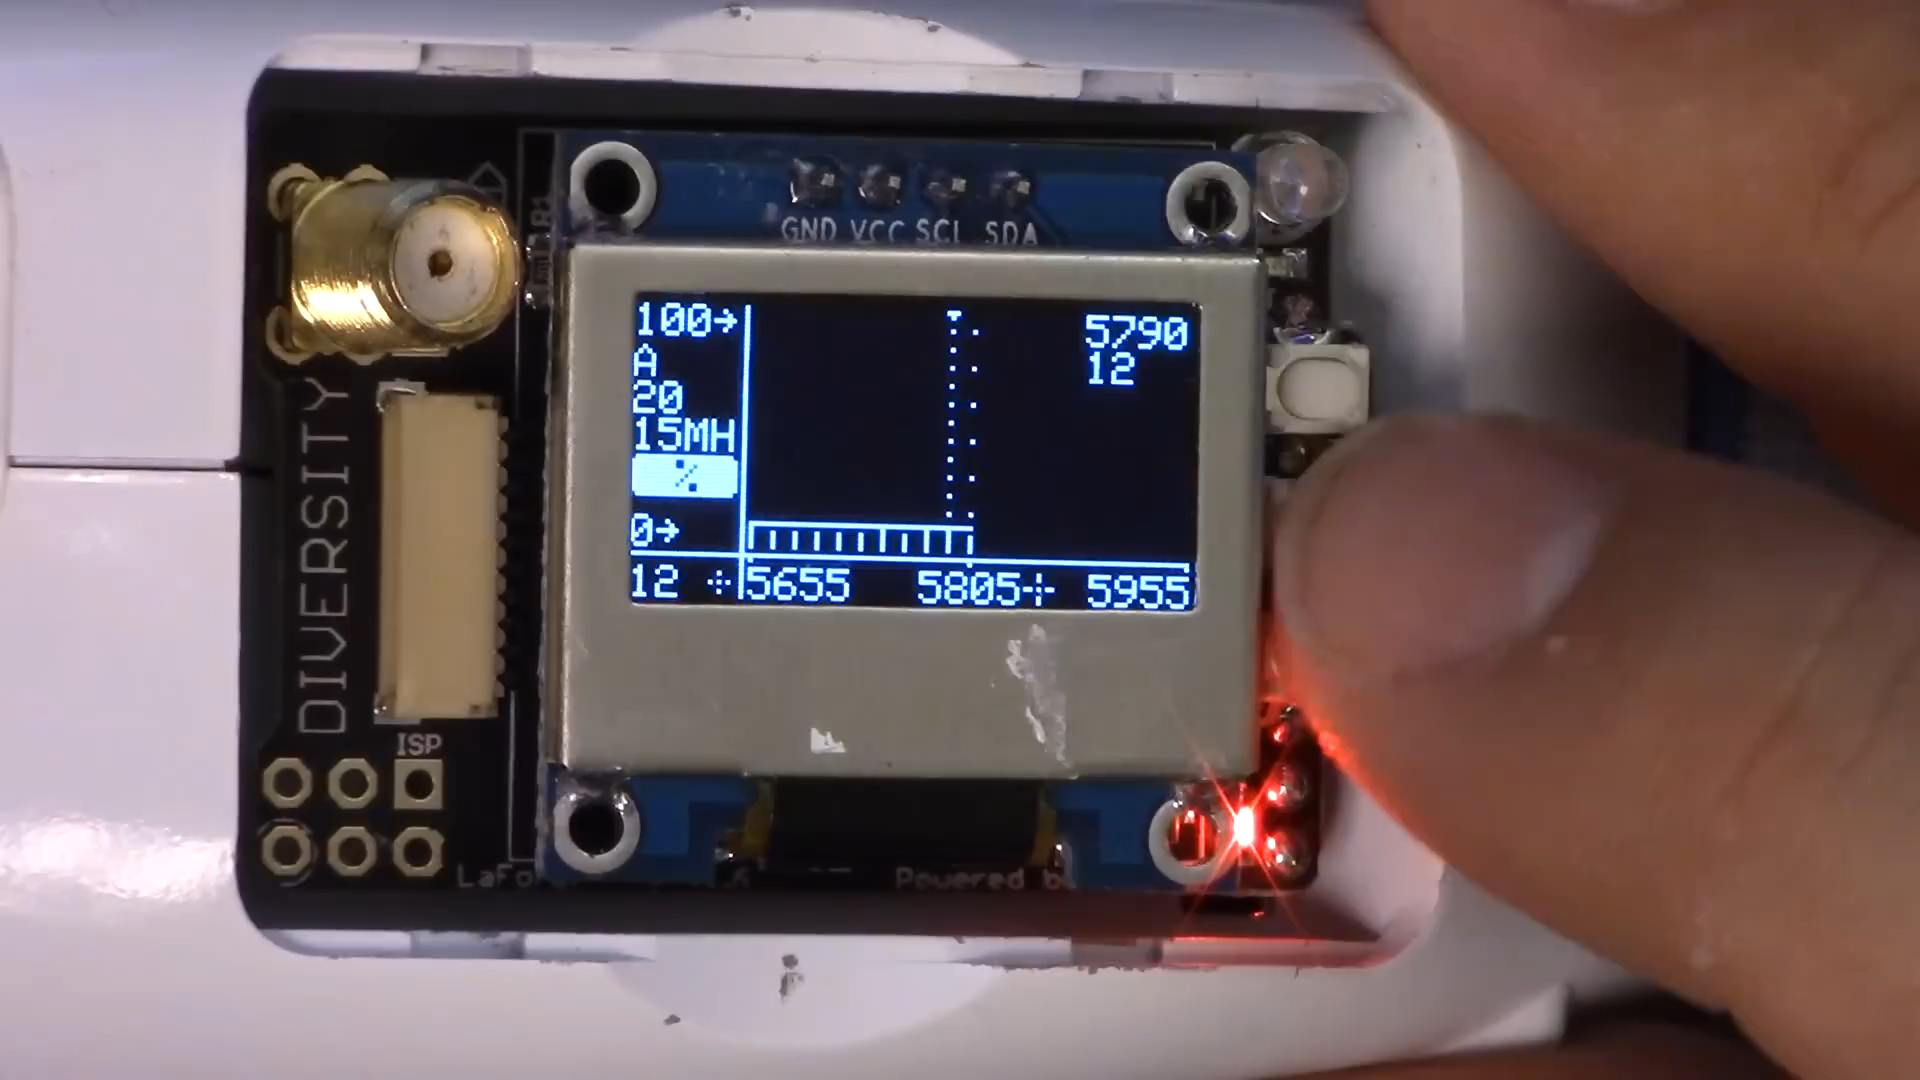 GND VCC SCL SDA
100→ 5790
A 12
20
15MH
%
0→
12 ÷ 5655 5805÷ 5955
DIVERSITY
ISP
Powered